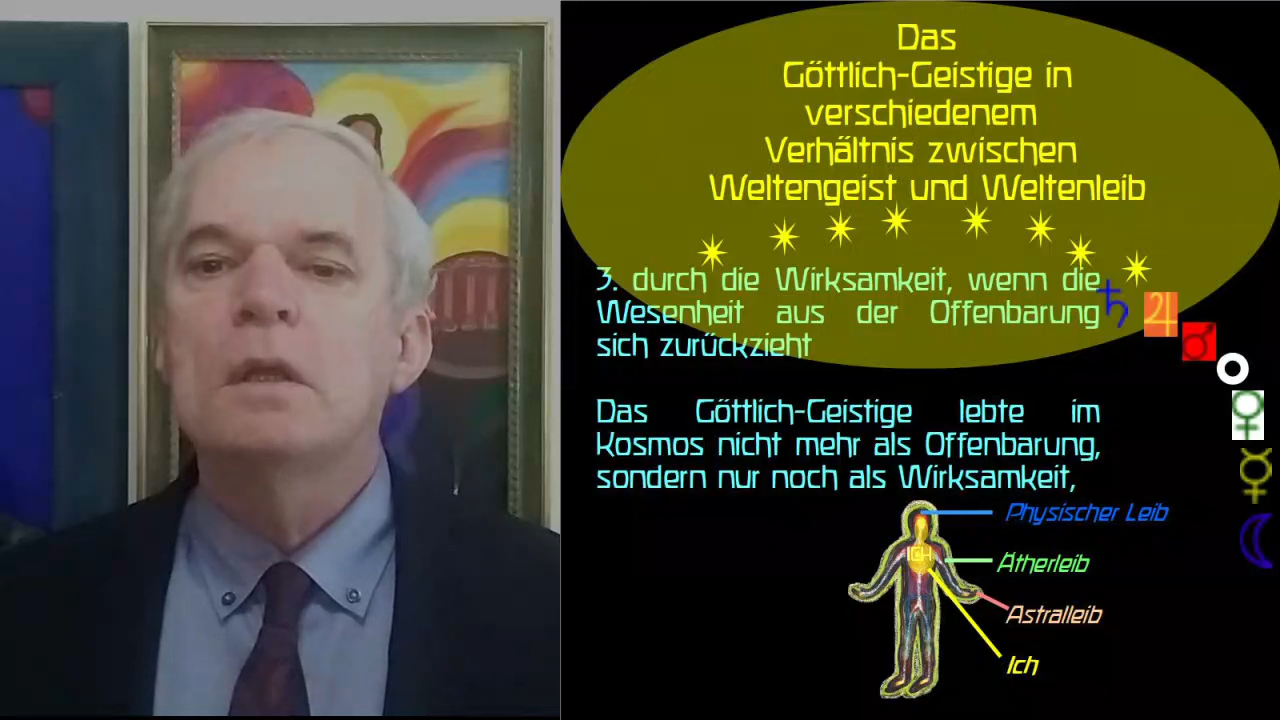 Das
Göttlich-Geistige in
verschiedenem
Verhältnis zwischen
Weltengeist und Weltenleib
3. durch die Wirksamkeit, wenn die
Wesenheit aus der Offenbarung
sich zurückzieht
Das Göttlich-Geistige lebte im
Kosmos nicht mehr als Offenbarung,
sondern nur noch als Wirksamkeit,
Physischer Leib
ICH
Ätherleib
Astralleib
Ich